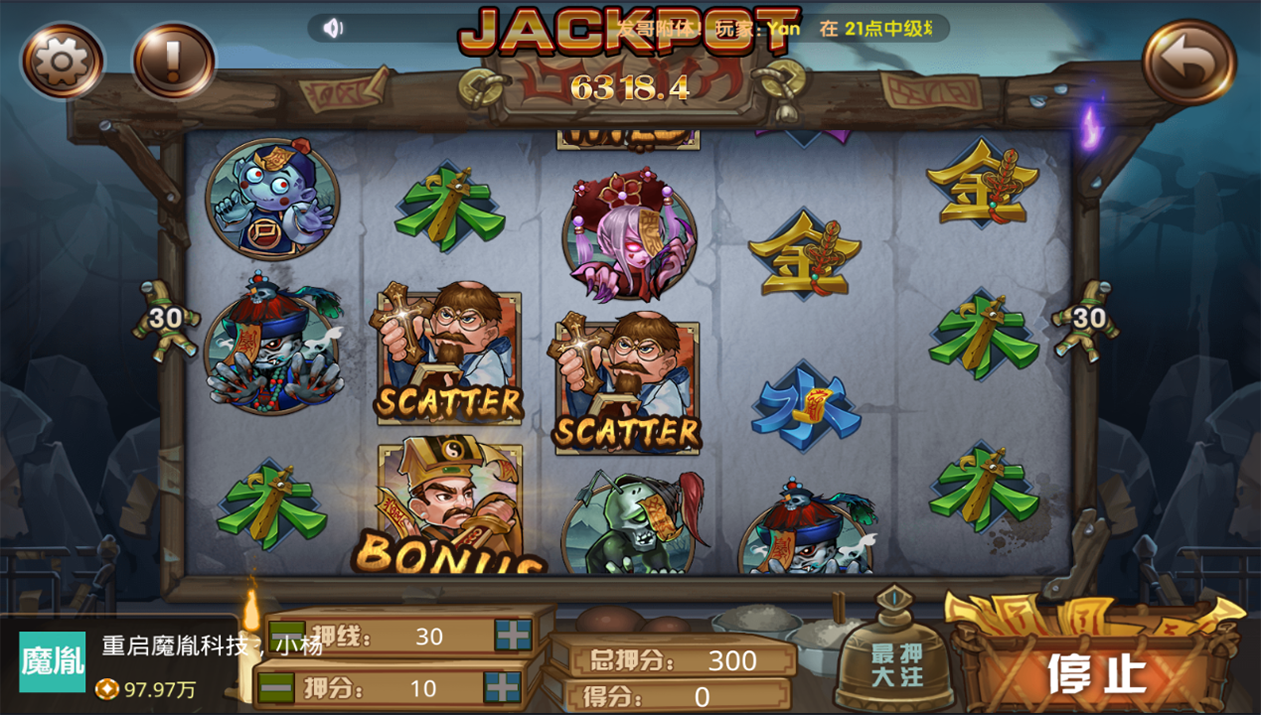 JACKPOT
发哥附体! 玩家: Yan 在 21点中级场
6318.4
30
30
金
木
金
木
SCATTER
SCATTER
水
木
木
BONUS
魔胤
重启魔胤科技，小杨
97.97万
押线: 30
押分: 10
总押分: 300
得分: 0
最大押注
停止